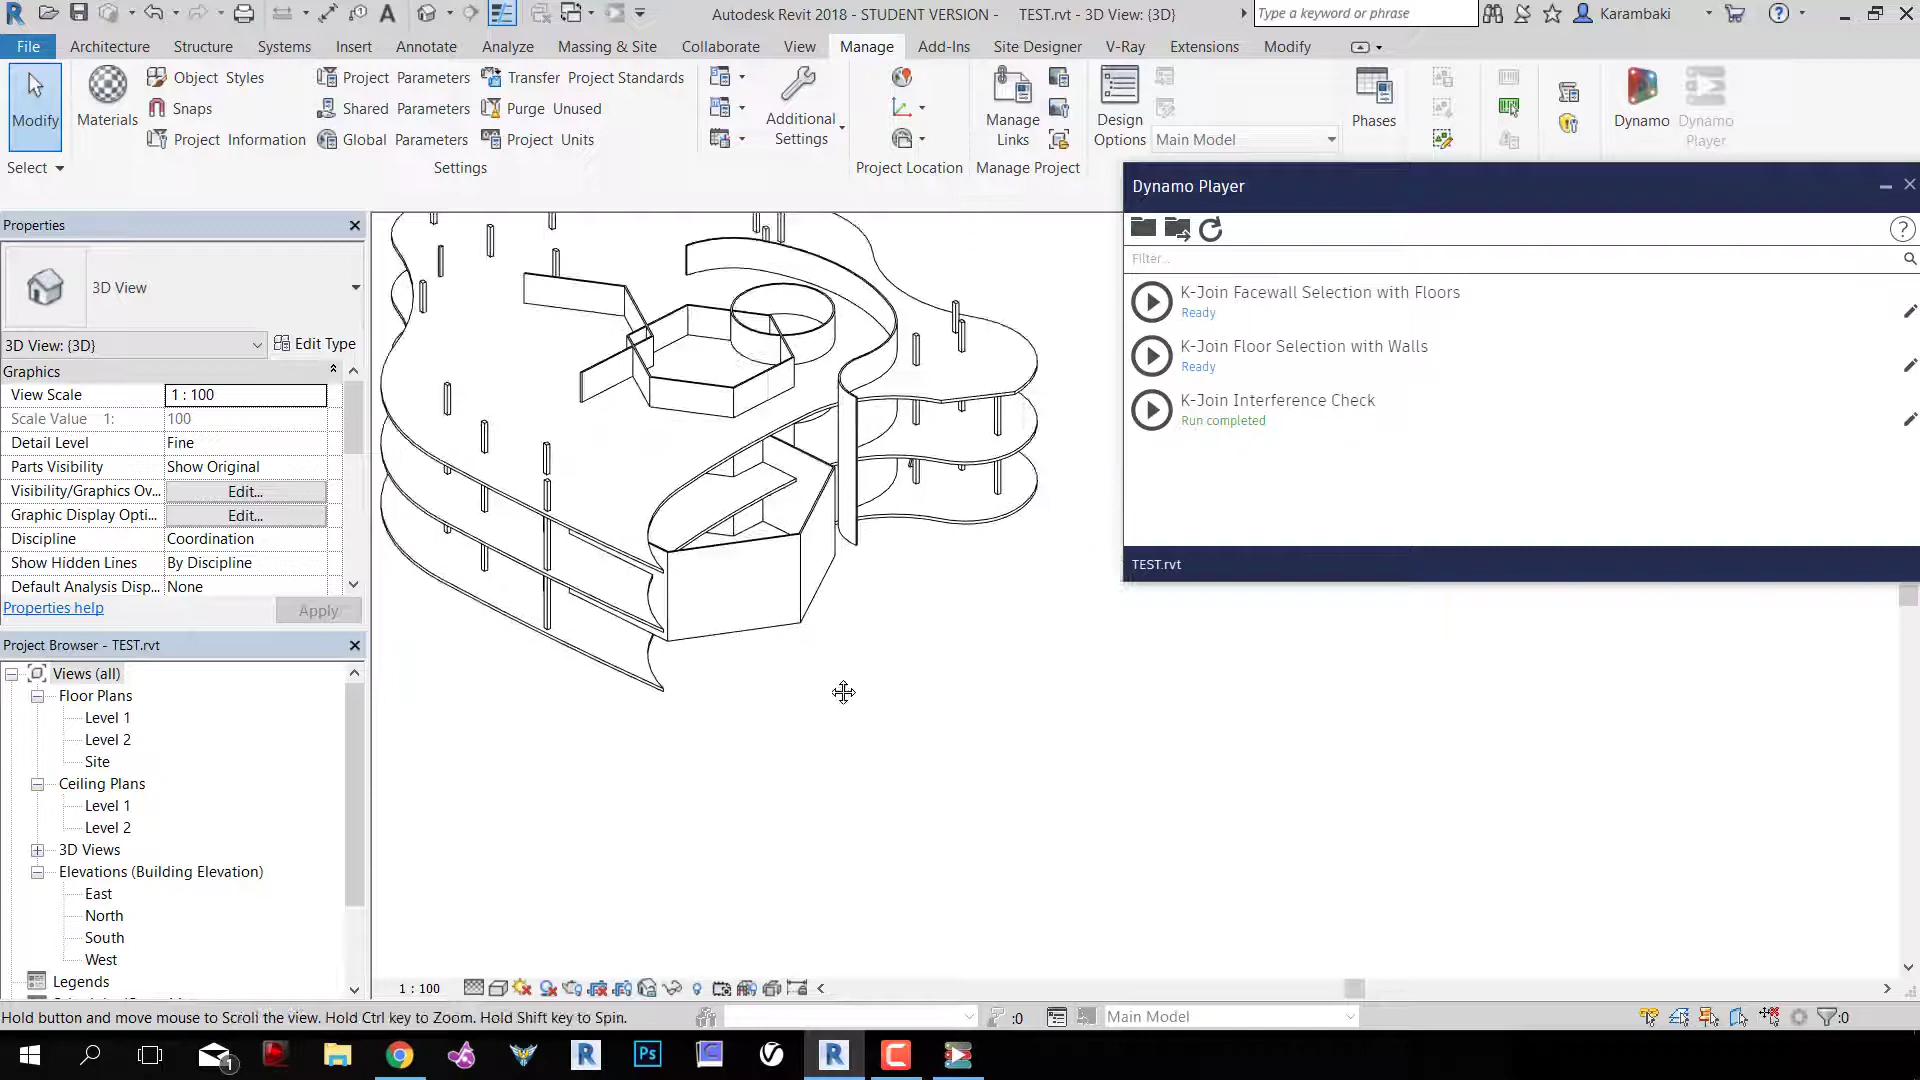 Autodesk Revit 2018 - STUDENT VERSION - TEST.rvt - 3D View: {3D}
Type a keyword or phrase
Karambaki
File Architecture Structure Systems Insert Annotate Analyze Massing & Site Collaborate View Manage Add-Ins Site Designer V-Ray Extensions Modify
Modify
Materials
Object Styles
Snaps
Project Information
Project Parameters
Shared Parameters
Global Parameters
Transfer Project Standards
Purge Unused
Project Units
Additional
Settings
Manage
Links
Design
Options
Main Model
Phases
Dynamo
Dynamo
Player
Select
Settings
Project Location
Manage Project
Properties
3D View
3D View: {3D}
Edit Type
Graphics
View Scale 1 : 100
Scale Value 1: 100
Detail Level Fine
Parts Visibility Show Original
Visibility/Graphics Ov... Edit...
Graphic Display Opti... Edit...
Discipline Coordination
Show Hidden Lines By Discipline
Default Analysis Disp... None
Properties help
Apply
Project Browser - TEST.rvt
Views (all)
Floor Plans
Level 1
Level 2
Site
Ceiling Plans
Level 1
Level 2
3D Views
Elevations (Building Elevation)
East
North
South
West
Legends
Dynamo Player
Filter...
K-Join Facewall Selection with Floors
Ready
K-Join Floor Selection with Walls
Ready
K-Join Interference Check
Run completed
TEST.rvt
1 : 100
Hold button and move mouse to Scroll the view. Hold Ctrl key to Zoom. Hold Shift key to Spin.
:0
Main Model
:0
1
Ps